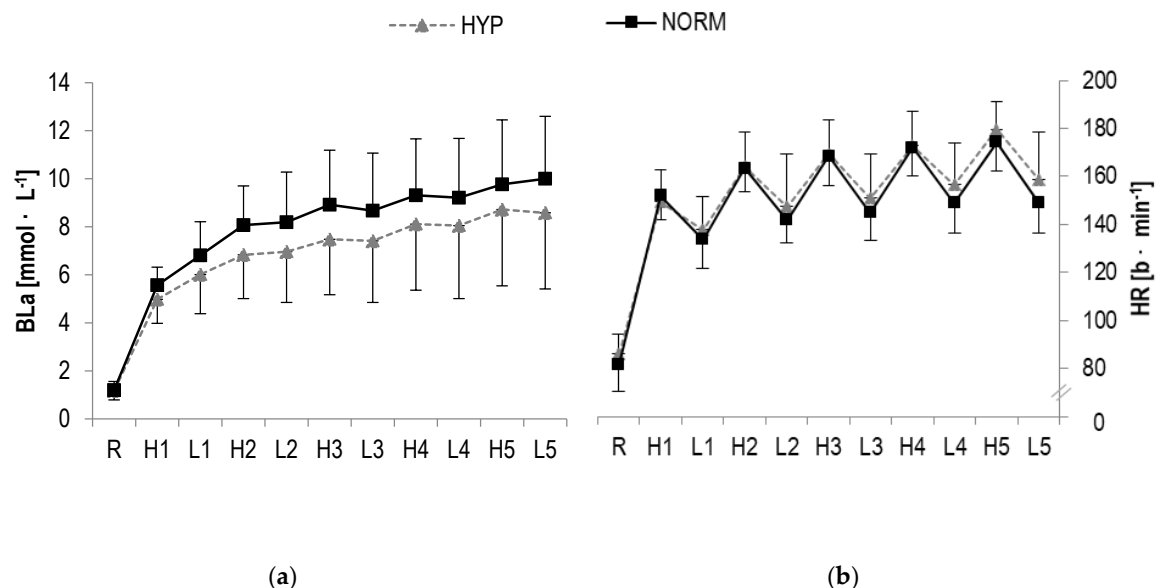 HYP NORM
BLa [mmol · L-1]
14
12
10
8
6
4
2
0
R H1 L1 H2 L2 H3 L3 H4 L4 H5 L5
(a)
200
180
160
140
120
100
80
0
HR [b · min-1]
R H1 L1 H2 L2 H3 L3 H4 L4 H5 L5
(b)